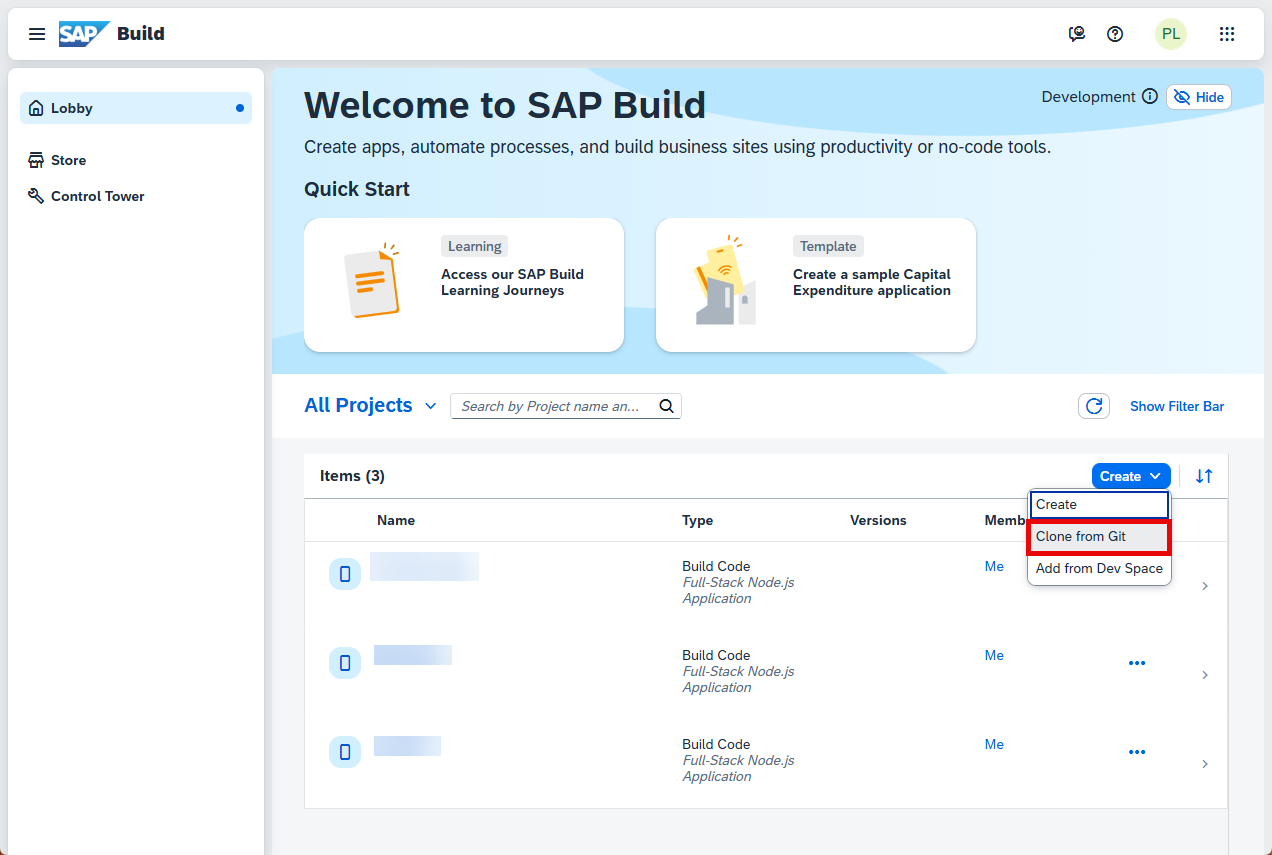 SAP Build
PL
Lobby
Store
Control Tower
Welcome to SAP Build
Development
Hide
Create apps, automate processes, and build business sites using productivity or no-code tools.
Quick Start
Learning
Access our SAP Build
Learning Journeys
Template
Create a sample Capital
Expenditure application
All Projects
Search by Project name an...
Show Filter Bar
Items (3)
Create
Create
Clone from Git
Add from Dev Space
Name Type Versions Memb
Build Code
Full-Stack Node.js
Application
Me
Build Code
Full-Stack Node.js
Application
Me
Build Code
Full-Stack Node.js
Application
Me